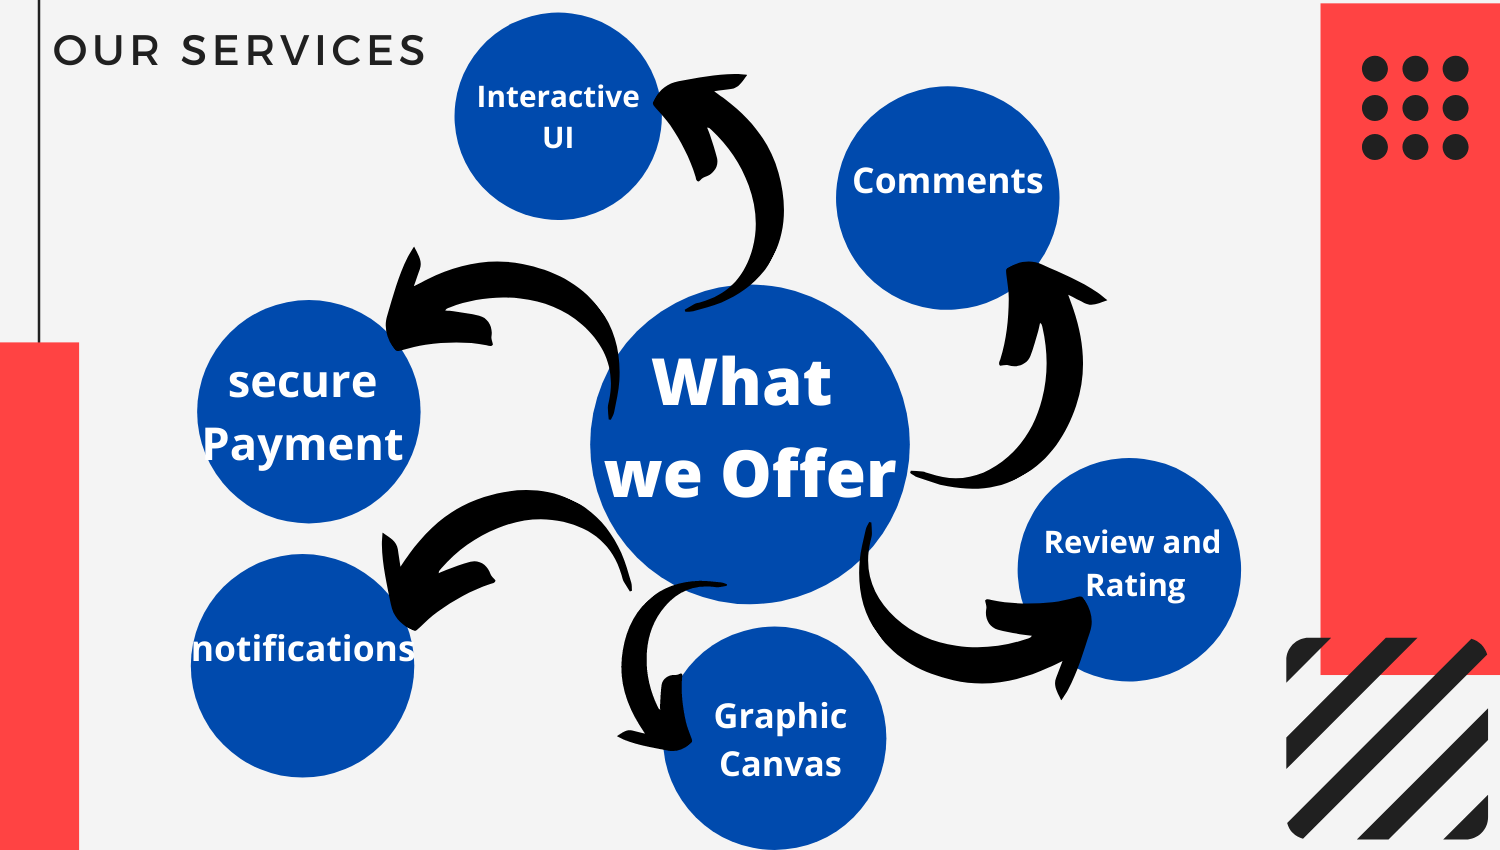 OUR SERVICES
Interactive
UI
Comments
secure
Payment
What
we Offer
Review and
Rating
notifications
Graphic
Canvas